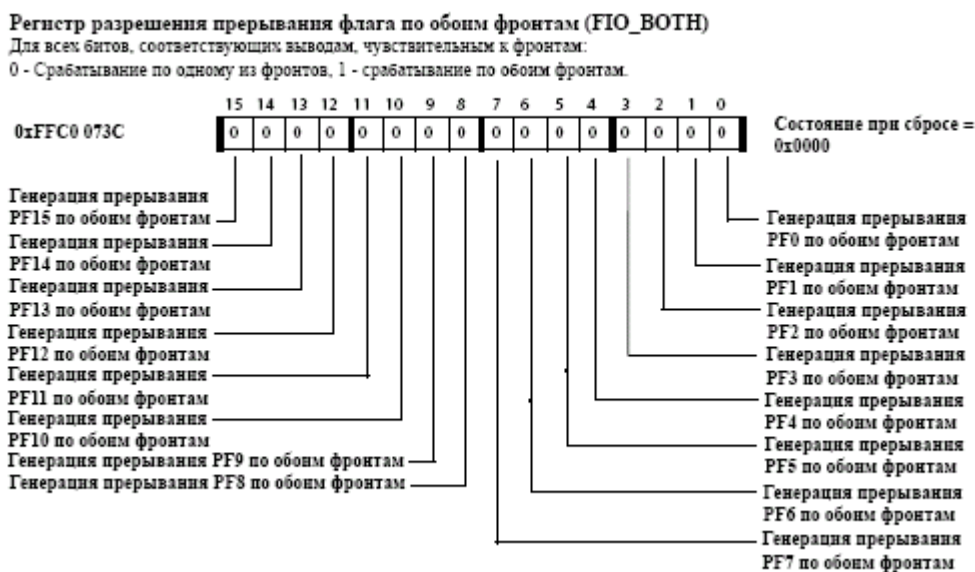 Регистр разрешения прерывания флага по обоим фронтам (FIO_BOTH)
Для всех битов, соответствующих выводам, чувствительным к фронтам:
0 - Срабатывание по одному из фронтов, 1 - срабатывание по обоим фронтам.
15 14 13 12 11 10 9 8 7 6 5 4 3 2 1 0
0xFFC0 073C
0 0 0 0 0 0 0 0 0 0 0 0 0 0 0 0
Состояние при сбросе =
0x0000
Генерация прерывания
PF15 по обоим фронтам
Генерация прерывания
PF14 по обоим фронтам
Генерация прерывания
PF13 по обоим фронтам
Генерация прерывания
PF12 по обоим фронтам
Генерация прерывания
PF11 по обоим фронтам
Генерация прерывания
PF10 по обоим фронтам
Генерация прерывания PF9 по обоим фронтам
Генерация прерывания PF8 по обоим фронтам
Генерация прерывания
PF0 по обоим фронтам
Генерация прерывания
PF1 по обоим фронтам
Генерация прерывания
PF2 по обоим фронтам
Генерация прерывания
PF3 по обоим фронтам
Генерация прерывания
PF4 по обоим фронтам
Генерация прерывания
PF5 по обоим фронтам
Генерация прерывания
PF6 по обоим фронтам
Генерация прерывания
PF7 по обоим фронтам